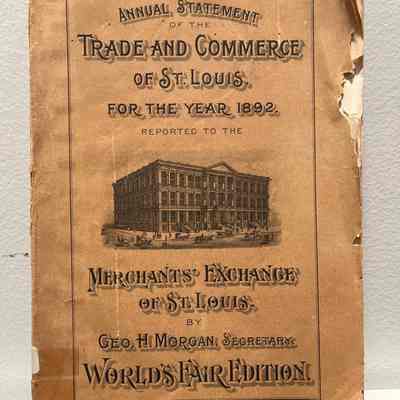 ANNUAL STATEMENT
OF THE
TRADE AND COMMERCE
OF ST. LOUIS.
FOR THE YEAR 1892.
REPORTED TO THE
MERCHANTS' EXCHANGE
OF ST. LOUIS.
BY
GEO. H. MORGAN, SECRETARY.
WORLD'S FAIR EDITION.